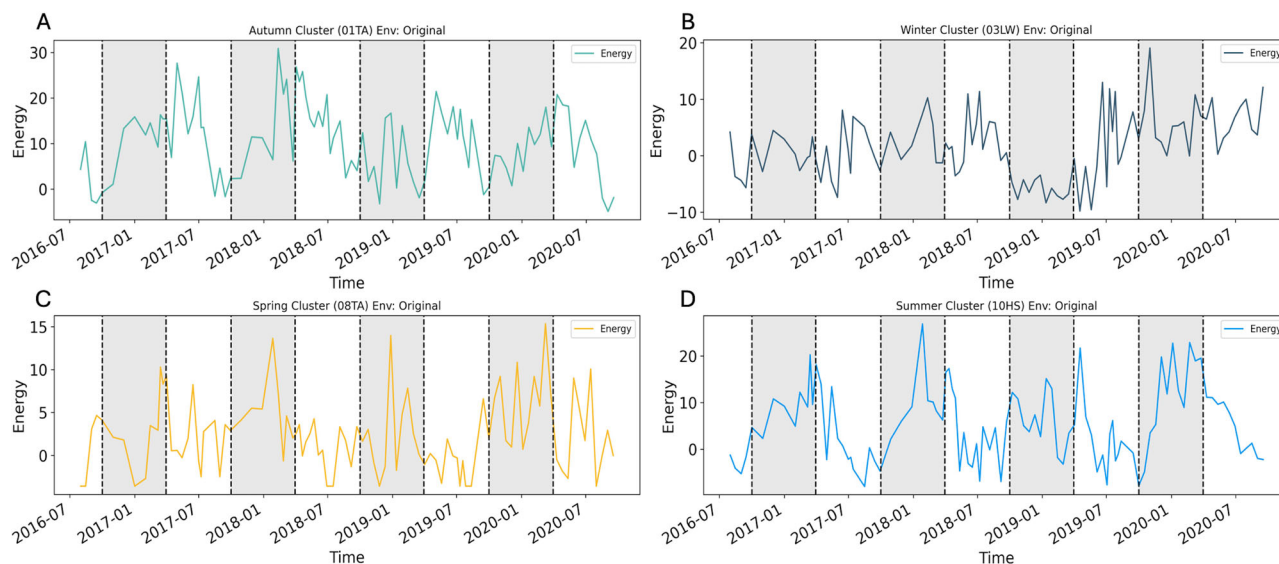 A
Autumn Cluster (01TA) Env: Original
Energy
30
20
10
0
Energy
2016-07
2017-01
2017-07
2018-01
2018-07
2019-01
2019-07
2020-01
2020-07
Time
B
Winter Cluster (03LW) Env: Original
Energy
20
10
0
−10
Energy
2016-07
2017-01
2017-07
2018-01
2018-07
2019-01
2019-07
2020-01
2020-07
Time
C
Spring Cluster (08TA) Env: Original
Energy
15
10
5
0
Energy
2016-07
2017-01
2017-07
2018-01
2018-07
2019-01
2019-07
2020-01
2020-07
Time
D
Summer Cluster (10HS) Env: Original
Energy
20
10
0
Energy
2016-07
2017-01
2017-07
2018-01
2018-07
2019-01
2019-07
2020-01
2020-07
Time